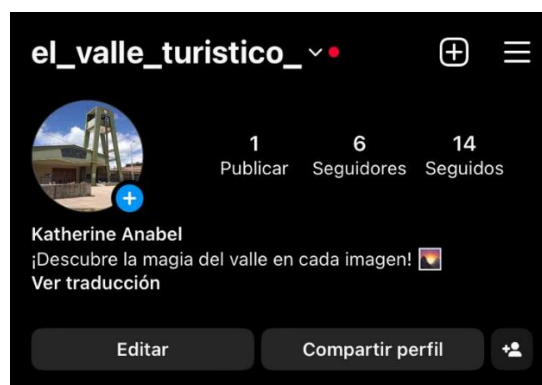 el_valle_turistico_
1 6 14
Publicar Seguidores Seguidos
Katherine Anabel
¡Descubre la magia del valle en cada imagen! 🌄
Ver traducción
Editar Compartir perfil